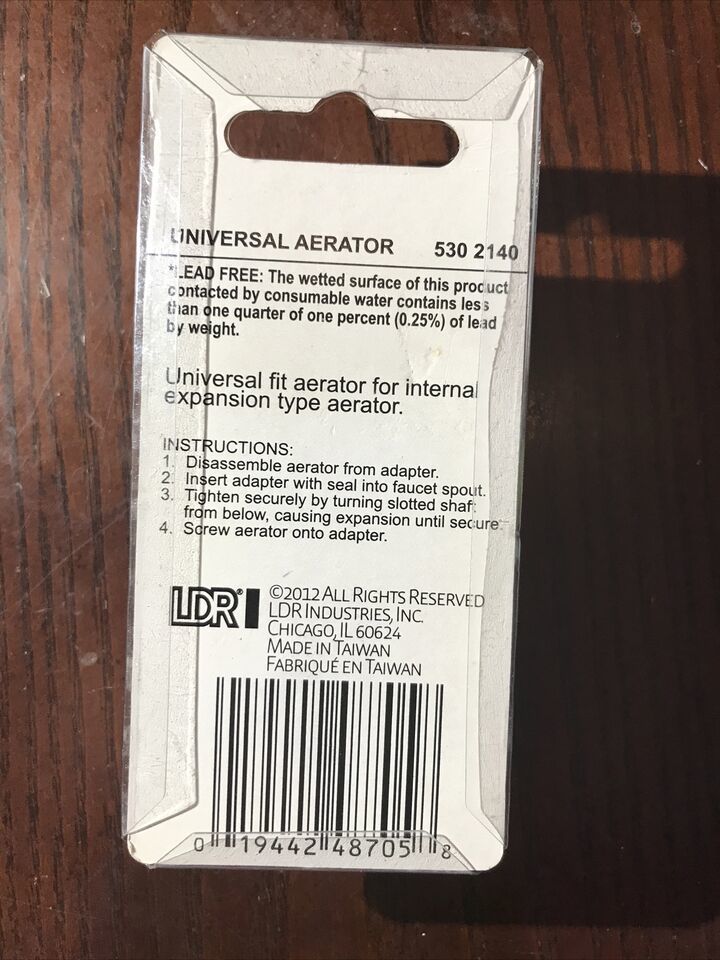 UNIVERSAL AERATOR 530 2140
*LEAD FREE: The wetted surface of this product
contacted by consumable water contains less
than one quarter of one percent (0.25%) of lead
by weight.
Universal fit aerator for internal
expansion type aerator.
INSTRUCTIONS:
1. Disassemble aerator from adapter.
2. Insert adapter with seal into faucet spout.
3. Tighten securely by turning slotted shaft
from below, causing expansion until secure.
4. Screw aerator onto adapter.
LDR®
©2012 ALL RIGHTS RESERVED
LDR INDUSTRIES, INC.
CHICAGO, IL 60624
MADE IN TAIWAN
FABRIQUÉ EN TAIWAN
0 19442 48705 8